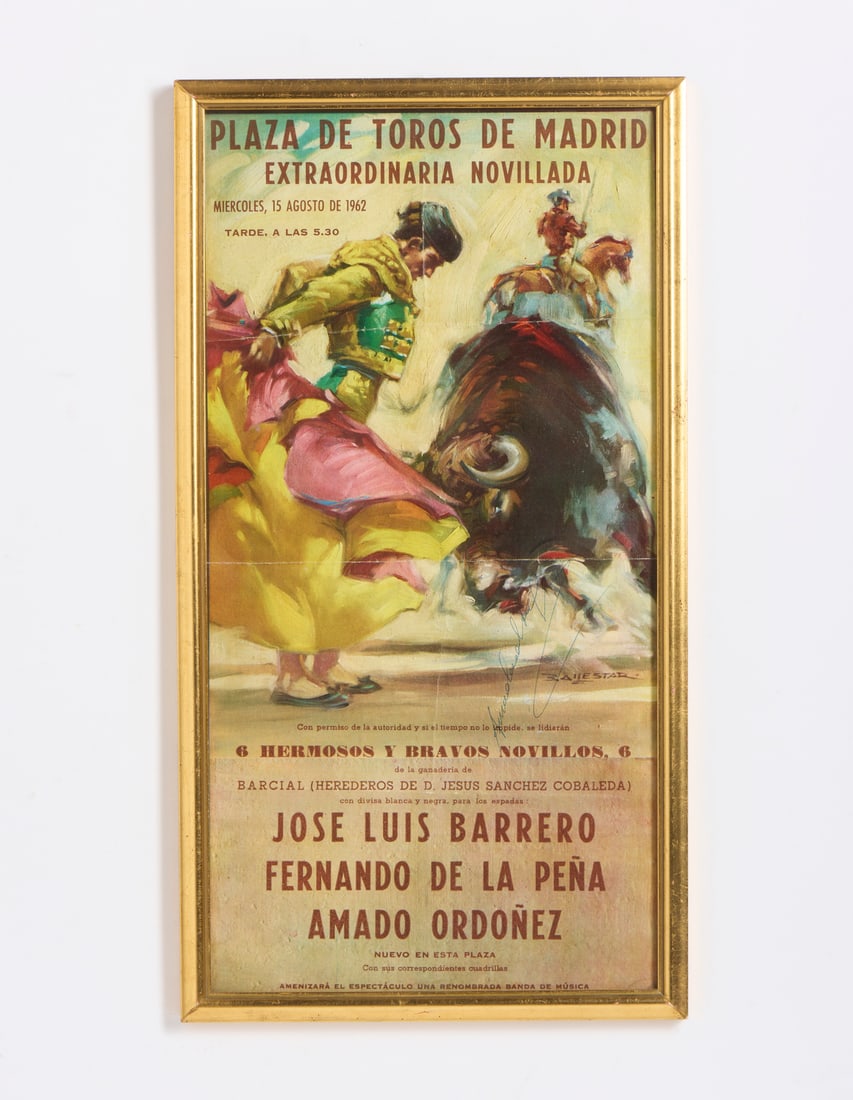 PLAZA DE TOROS DE MADRID
EXTRAORDINARIA NOVILLADA
MIERCOLES, 15 AGOSTO DE 1962
TARDE, A LAS 5.30
BALLESTAR
Con permiso de la autoridad y si el tiempo no lo impide, se lidiarán
6 HERMOSOS Y BRAVOS NOVILLOS, 6
de la ganadería de
BARCIAL (HEREDEROS DE D. JESUS SANCHEZ COBALEDA)
con divisa blanca y negra, para los espadas:
JOSE LUIS BARRERO
FERNANDO DE LA PEÑA
AMADO ORDOÑEZ
NUEVO EN ESTA PLAZA
Con sus correspondientes cuadrillas
AMENIZARÁ EL ESPECTÁCULO UNA RENOMBRADA BANDA DE MÚSICA